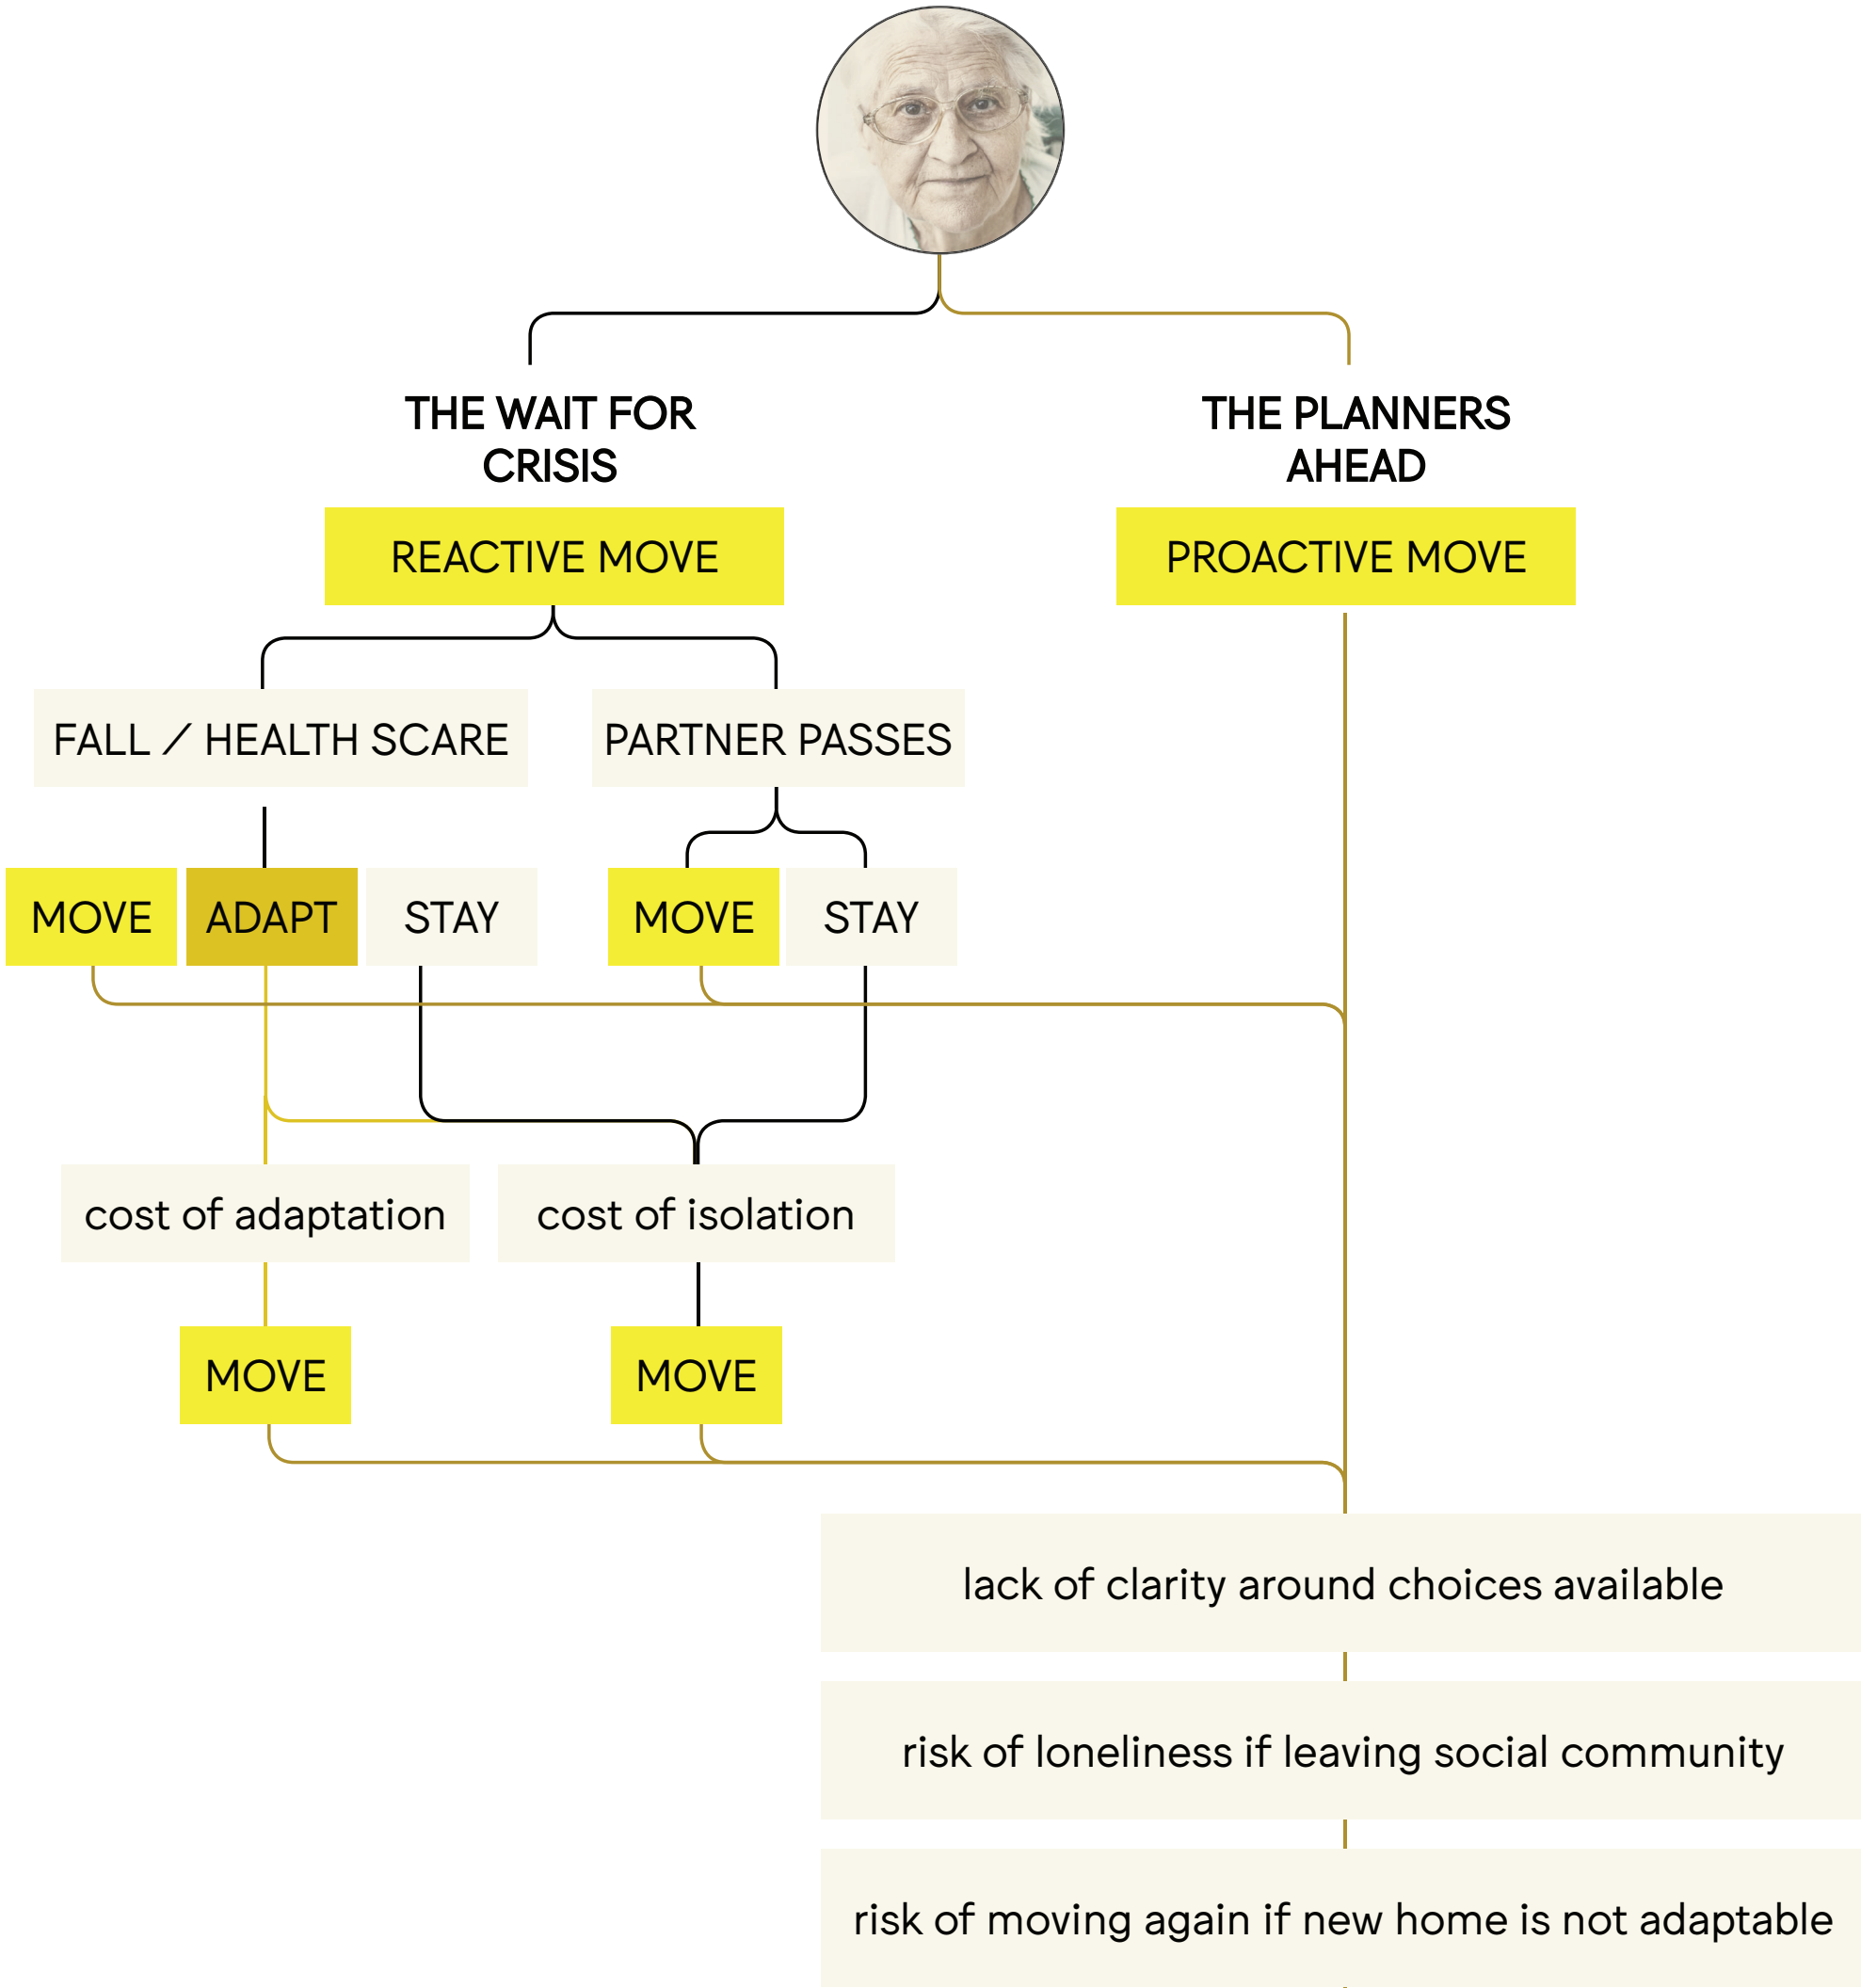 THE WAIT FOR
CRISIS
THE PLANNERS
AHEAD
REACTIVE MOVE
PROACTIVE MOVE
FALL / HEALTH SCARE
PARTNER PASSES
MOVE
ADAPT
STAY
MOVE
STAY
cost of adaptation
cost of isolation
MOVE
MOVE
lack of clarity around choices available
risk of loneliness if leaving social community
risk of moving again if new home is not adaptable